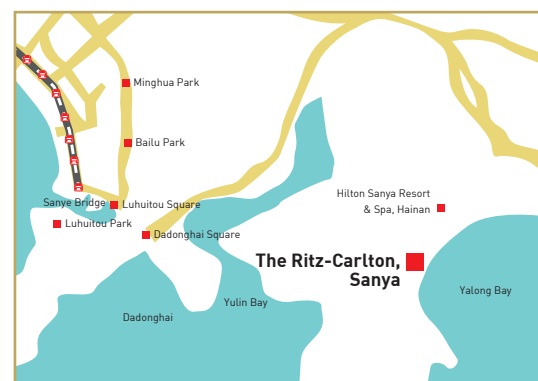 Minghua Park
Bailu Park
Hilton Sanya Resort
& Spa, Hainan
Sanye Bridge
Luhuitou Square
Luhuitou Park
Dadonghai Square
The Ritz-Carlton,
Sanya
Yalong Bay
Yulin Bay
Dadonghai